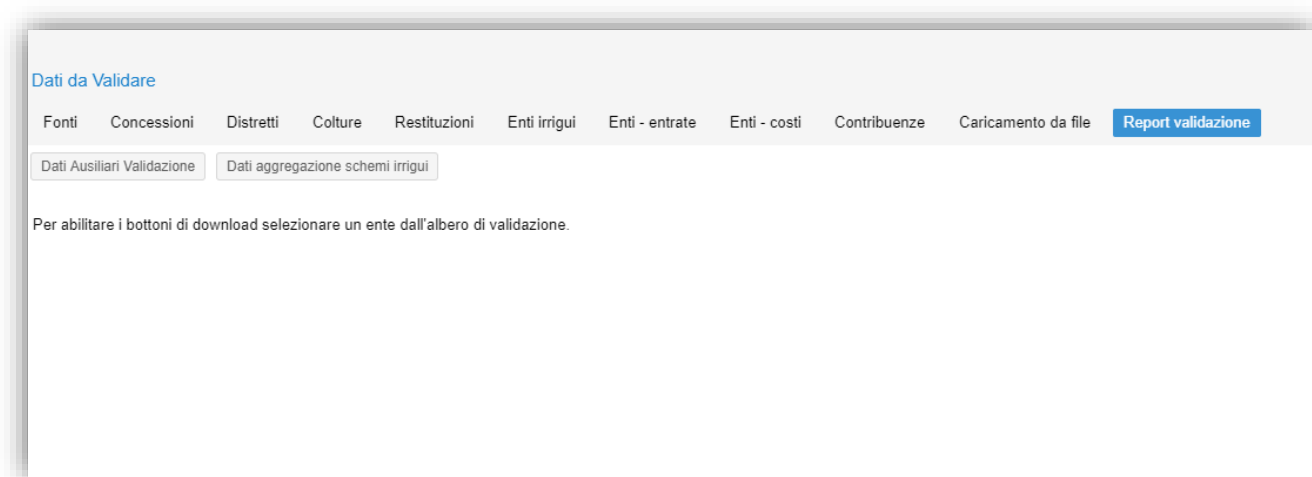 Dati da Validare
Fonti Concessioni Distretti Colture Restituzioni Enti irrigui Enti - entrate Enti - costi Contribuenze Caricamento da file Report validazione
Dati Ausiliari Validazione Dati aggregazione schemi irrigui
Per abilitare i bottoni di download selezionare un ente dall'albero di validazione.